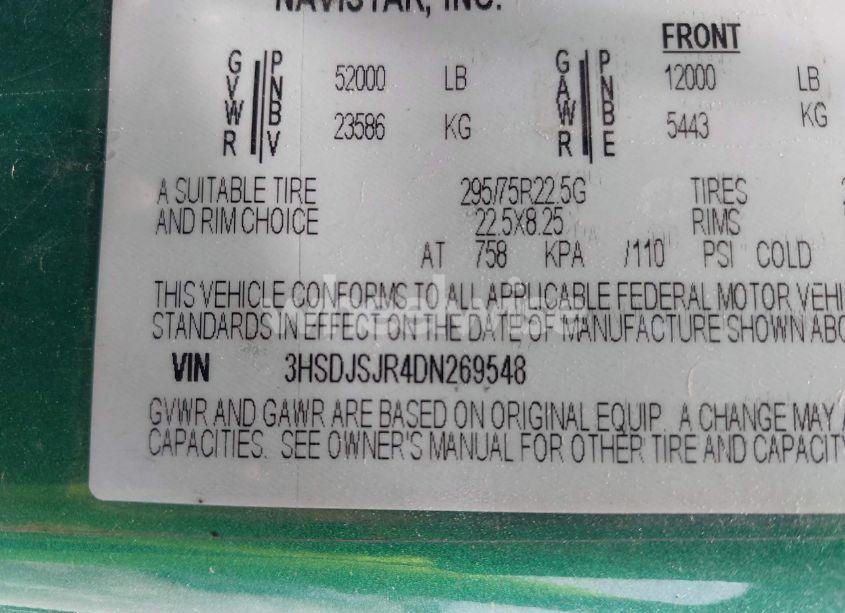 NAVISTAR, INC.
FRONT
GVWR PNBV 52000 LB GAWR PNBE 12000 LB
23586 KG 5443 KG
A SUITABLE TIRE 295/75R22.5G TIRES
AND RIM CHOICE 22.5X8.25 RIMS
AT 758 KPA /110 PSI COLD
THIS VEHICLE CONFORMS TO ALL APPLICABLE FEDERAL MOTOR VEHI
STANDARDS IN EFFECT ON THE DATE OF MANUFACTURE SHOWN ABO
VIN 3HSDJSJR4DN269548
GVWR AND GAWR ARE BASED ON ORIGINAL EQUIP. A CHANGE MAY A
CAPACITIES. SEE OWNER'S MANUAL FOR OTHER TIRE AND CAPACITY